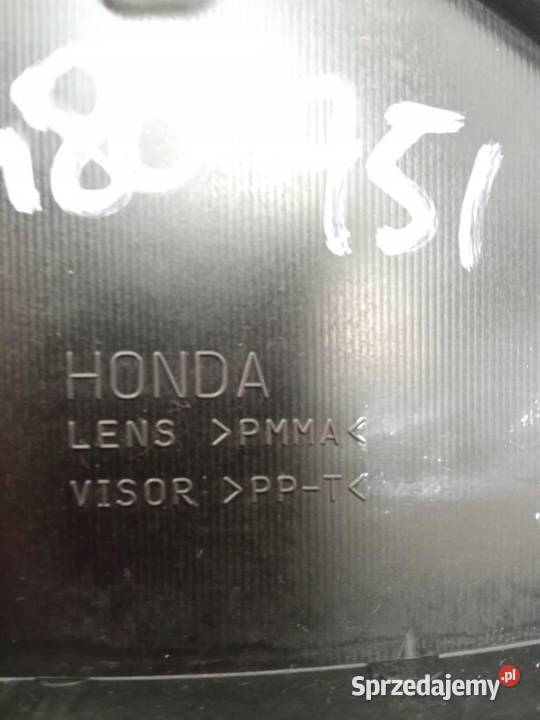 HONDA
LENS >PMMA<
VISOR >PP-T<
Sprzedajemy.pl